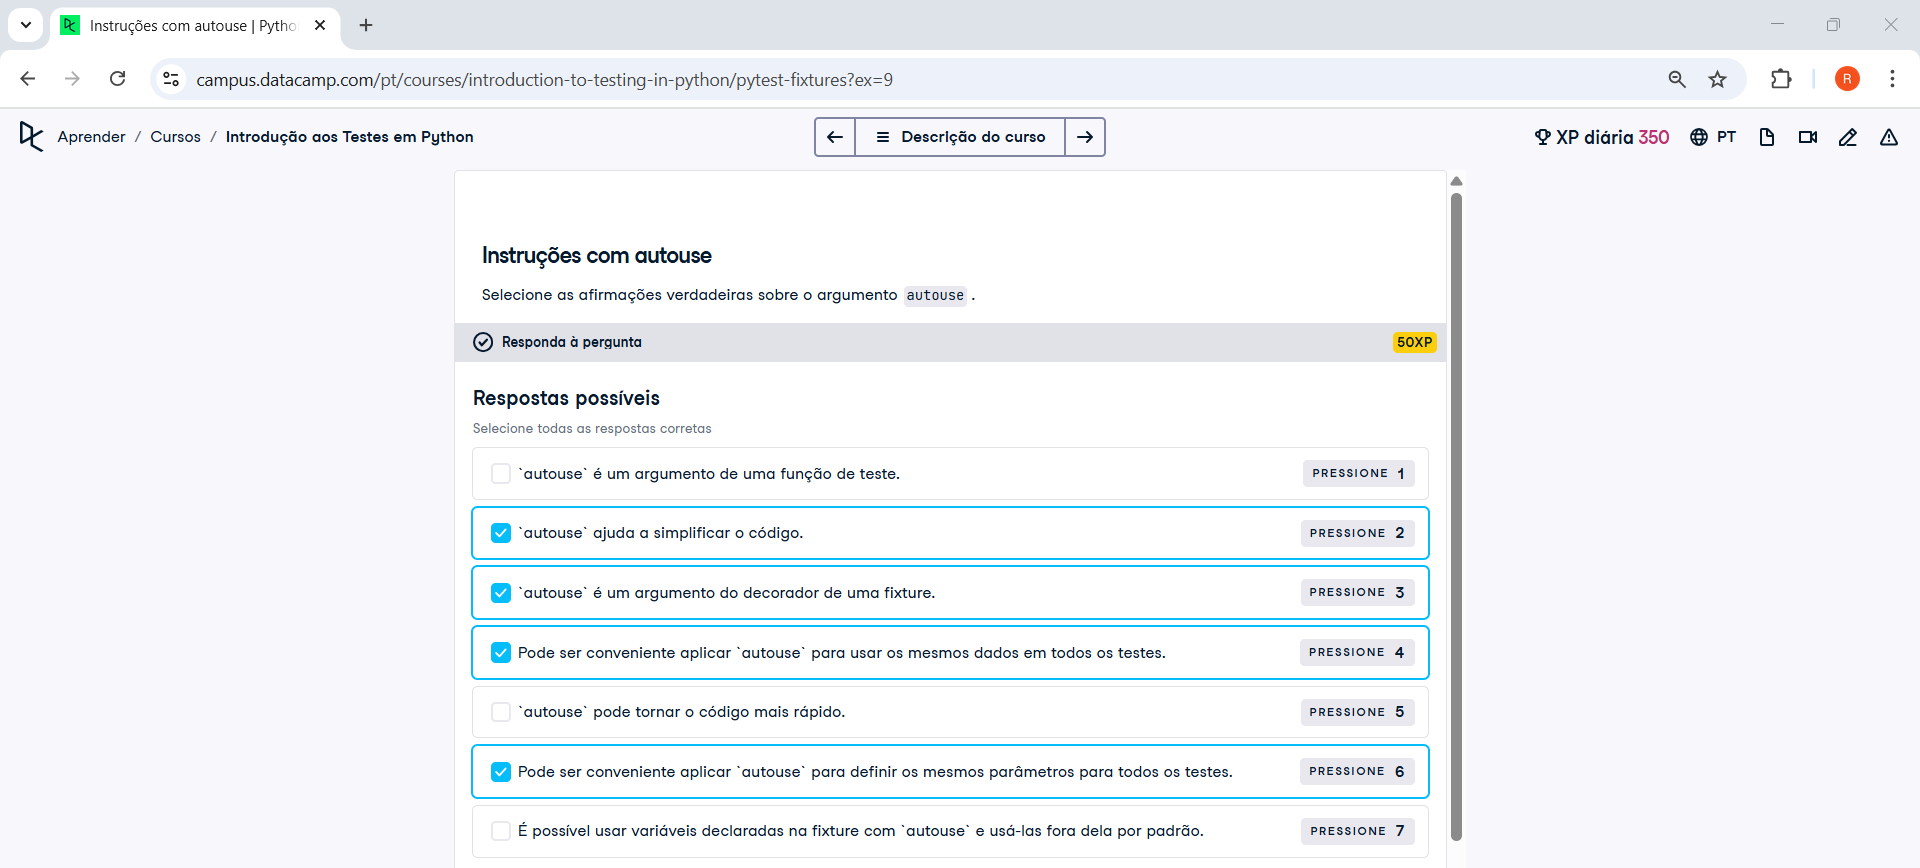 Instruções com autouse | Pytho
campus.datacamp.com/pt/courses/introduction-to-testing-in-python/pytest-fixtures?ex=9
R
Aprender / Cursos / Introdução aos Testes em Python
Descrição do curso
XP diária 350
PT
Instruções com autouse
Selecione as afirmações verdadeiras sobre o argumento autouse .
Responda à pergunta
50XP
Respostas possíveis
Selecione todas as respostas corretas
`autouse` é um argumento de uma função de teste.
PRESSIONE 1
`autouse` ajuda a simplificar o código.
PRESSIONE 2
`autouse` é um argumento do decorador de uma fixture.
PRESSIONE 3
Pode ser conveniente aplicar `autouse` para usar os mesmos dados em todos os testes.
PRESSIONE 4
`autouse` pode tornar o código mais rápido.
PRESSIONE 5
Pode ser conveniente aplicar `autouse` para definir os mesmos parâmetros para todos os testes.
PRESSIONE 6
É possível usar variáveis declaradas na fixture com `autouse` e usá-las fora dela por padrão.
PRESSIONE 7